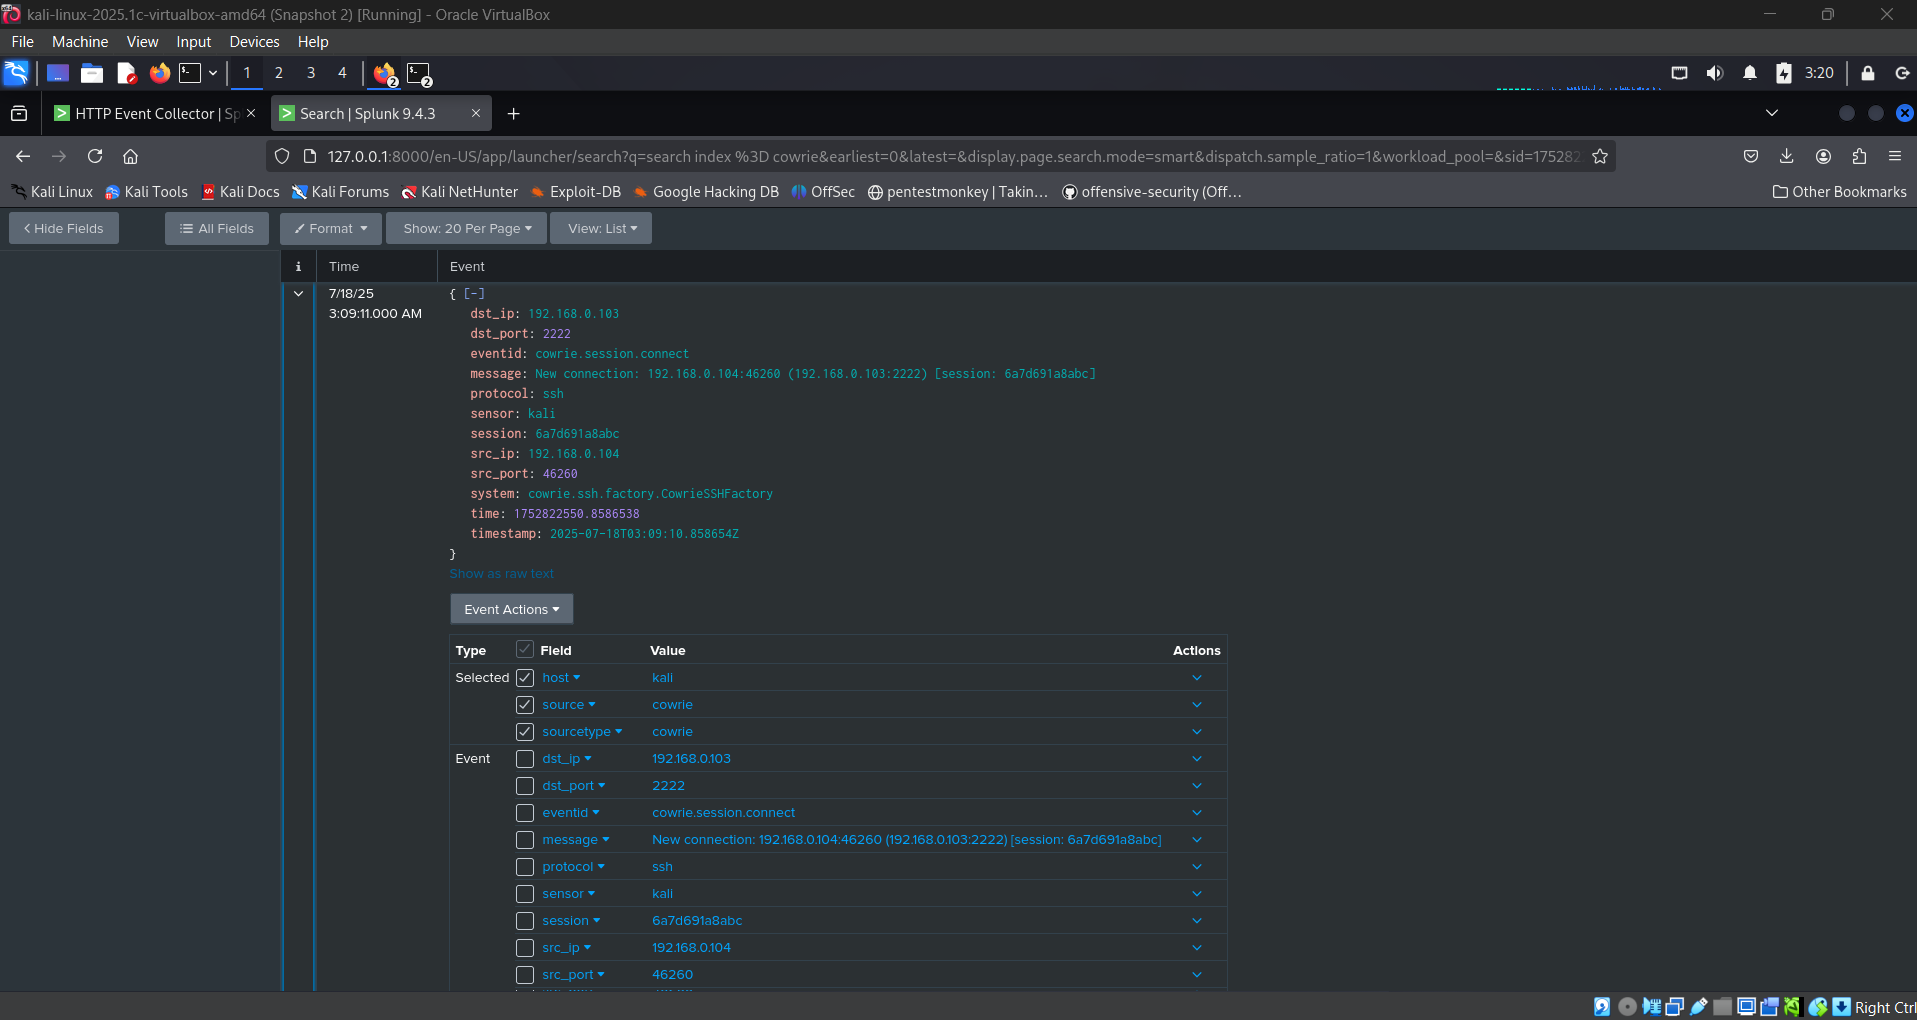 kali-linux-2025.1c-virtualbox-amd64 (Snapshot 2) [Running] - Oracle VirtualBox
File Machine View Input Devices Help
1 2 3 4 2 2 3:20
HTTP Event Collector | Sp
Search | Splunk 9.4.3
127.0.0.1:8000/en-US/app/launcher/search?q=search index %3D cowrie&earliest=0&latest=&display.page.search.mode=smart&dispatch.sample_ratio=1&workload_pool=&sid=175282
Kali Linux Kali Tools Kali Docs Kali Forums Kali NetHunter Exploit-DB Google Hacking DB OffSec pentestmonkey | Takin… offensive-security (Off… Other Bookmarks
Hide Fields All Fields Format Show: 20 Per Page View: List
i Time Event
7/18/25 { [-]
3:09:11.000 AM dst_ip: 192.168.0.103
dst_port: 2222
eventid: cowrie.session.connect
message: New connection: 192.168.0.104:46260 (192.168.0.103:2222) [session: 6a7d691a8abc]
protocol: ssh
sensor: kali
session: 6a7d691a8abc
src_ip: 192.168.0.104
src_port: 46260
system: cowrie.ssh.factory.CowrieSSHFactory
time: 1752822550.8586538
timestamp: 2025-07-18T03:09:10.858654Z
}
Show as raw text
Event Actions
Type Field Value Actions
Selected host kali
source cowrie
sourcetype cowrie
Event dst_ip 192.168.0.103
dst_port 2222
eventid cowrie.session.connect
message New connection: 192.168.0.104:46260 (192.168.0.103:2222) [session: 6a7d691a8abc]
protocol ssh
sensor kali
session 6a7d691a8abc
src_ip 192.168.0.104
src_port 46260
Right Ctrl